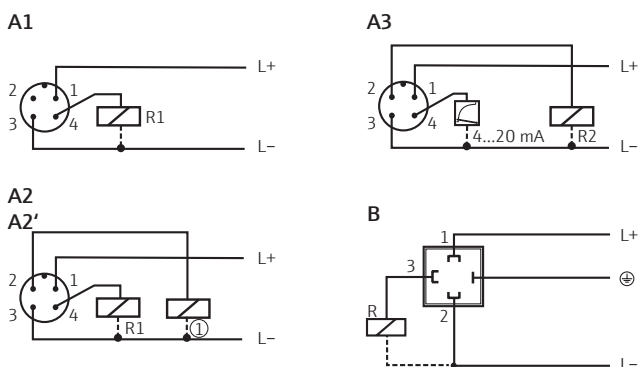 A1
L+
2 1
3 4
R1
L–
A3
L+
2 1
3 4
4...20 mA R2
L–
A2
A2‘
L+
2 1
3 4
R1 ①
L–
B
1 L+
3
R
2
L–